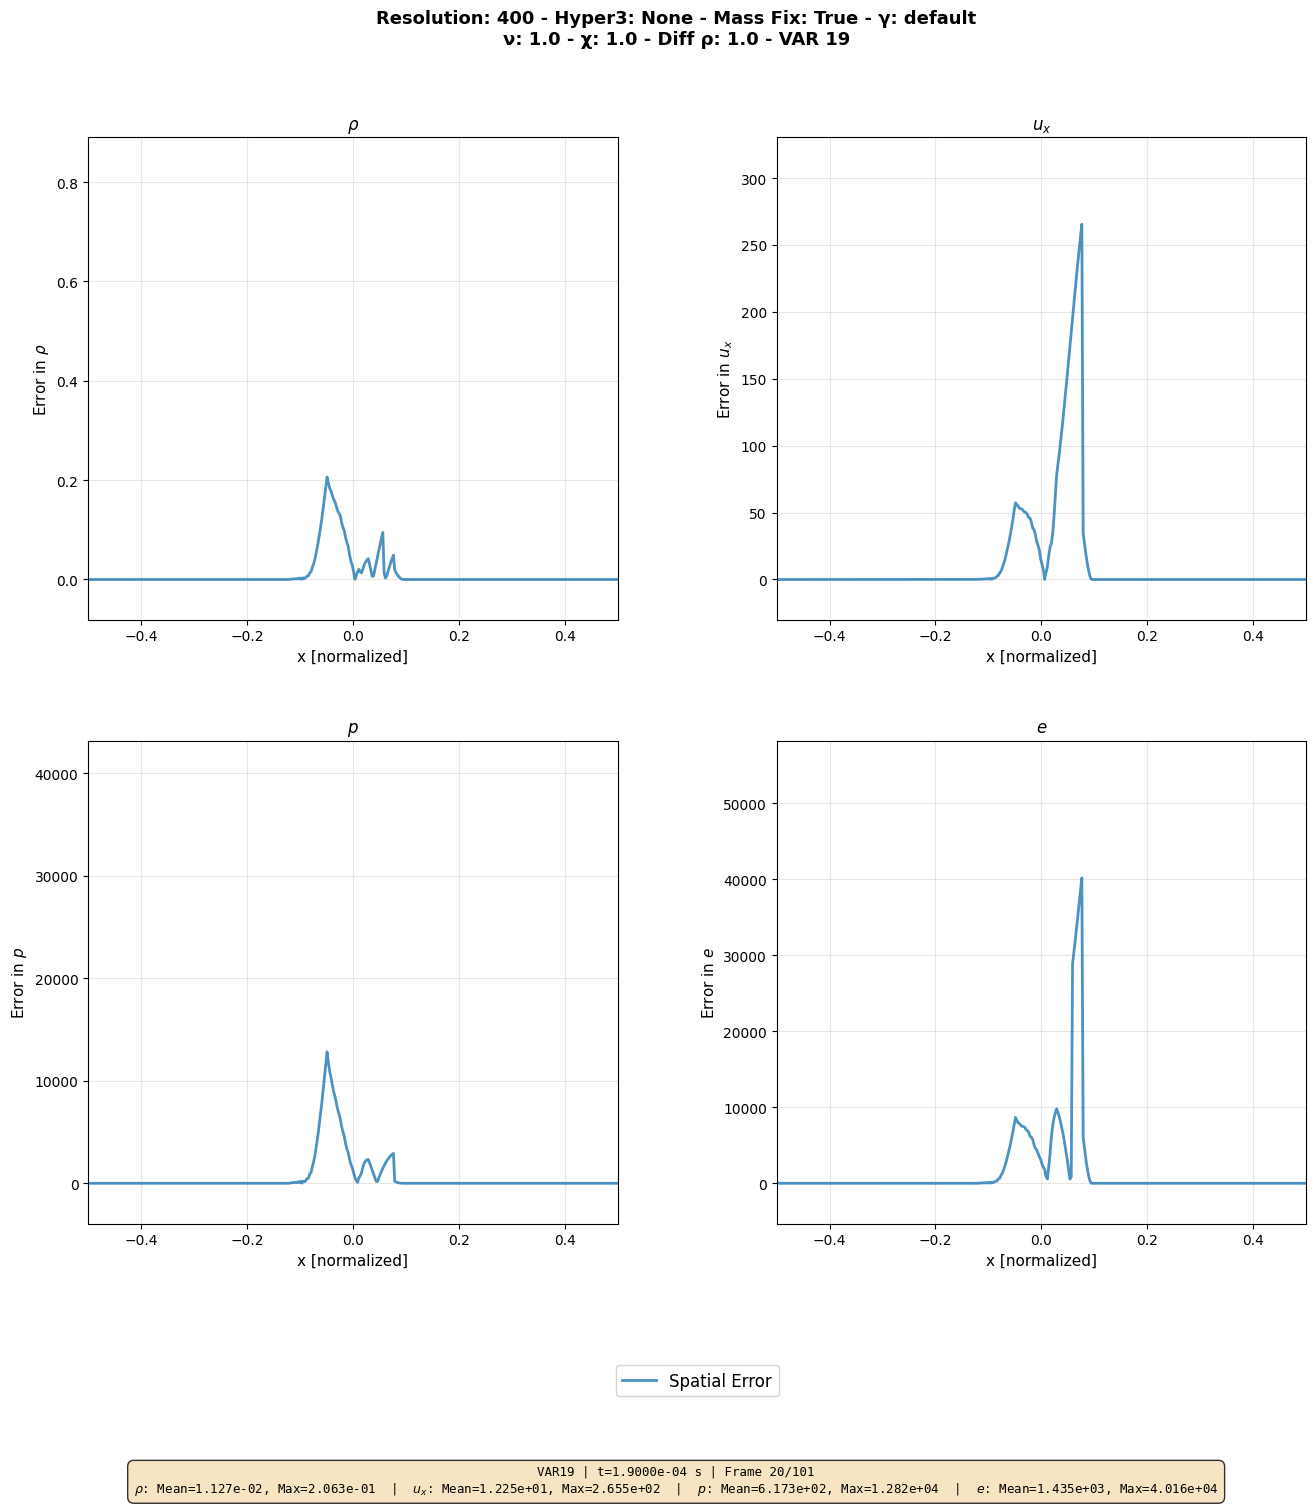 Resolution: 400 - Hyper3: None - Mass Fix: True - γ: default
ν: 1.0 - χ: 1.0 - Diff ρ: 1.0 - VAR 19
ρ
Error in ρ
0.8
0.6
0.4
0.2
0.0
−0.4 −0.2 0.0 0.2 0.4
x [normalized]
u_x
Error in u_x
300
250
200
150
100
50
0
−0.4 −0.2 0.0 0.2 0.4
x [normalized]
p
Error in p
40000
30000
20000
10000
0
−0.4 −0.2 0.0 0.2 0.4
x [normalized]
e
Error in e
50000
40000
30000
20000
10000
0
−0.4 −0.2 0.0 0.2 0.4
x [normalized]
Spatial Error
VAR19 | t=1.9000e-04 s | Frame 20/101
ρ: Mean=1.127e-02, Max=2.063e-01 | u_x: Mean=1.225e+01, Max=2.655e+02 | p: Mean=6.173e+02, Max=1.282e+04 | e: Mean=1.435e+03, Max=4.016e+04